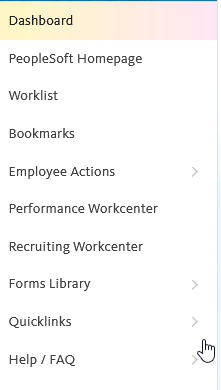 Dashboard
PeopleSoft Homepage
Worklist
Bookmarks
Employee Actions
Performance Workcenter
Recruiting Workcenter
Forms Library
Quicklinks
Help / FAQ